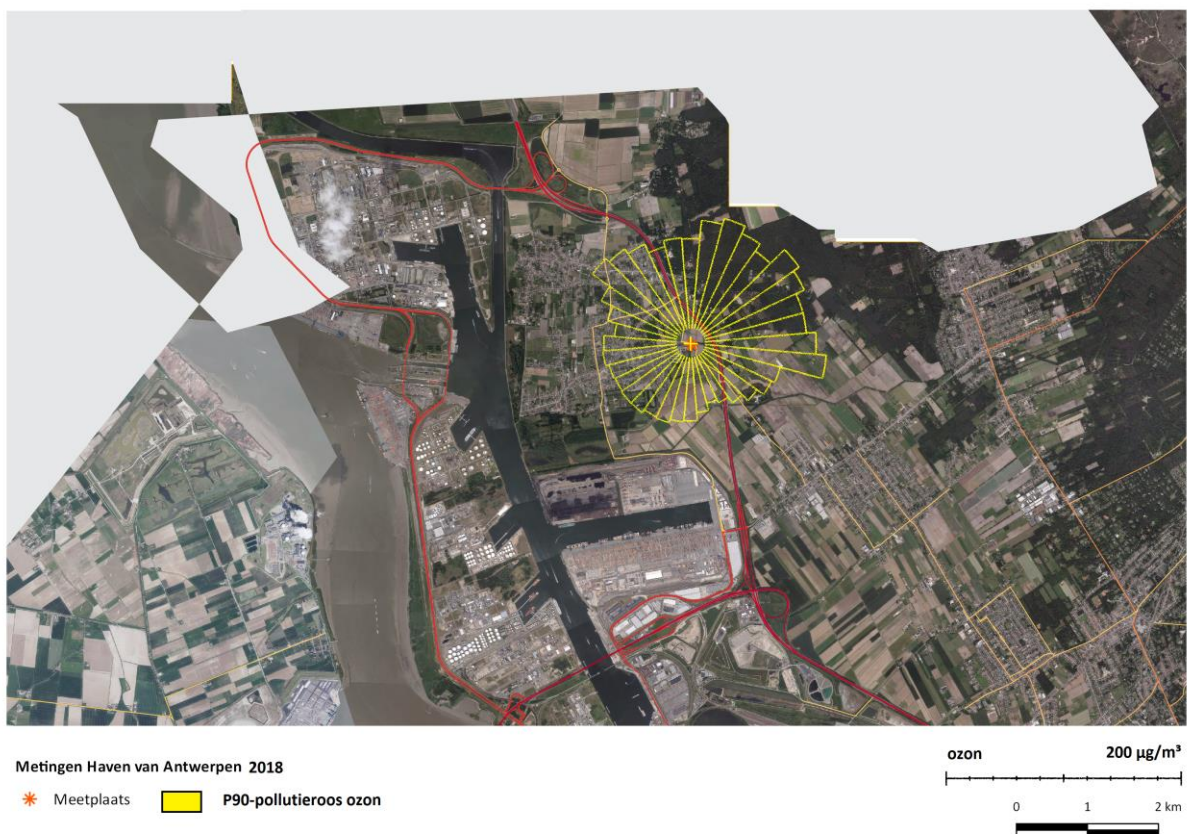 Metingen Haven van Antwerpen 2018
Meetplaats
P90-pollutieroos ozon
ozon 200 µg/m³
0 1 2 km